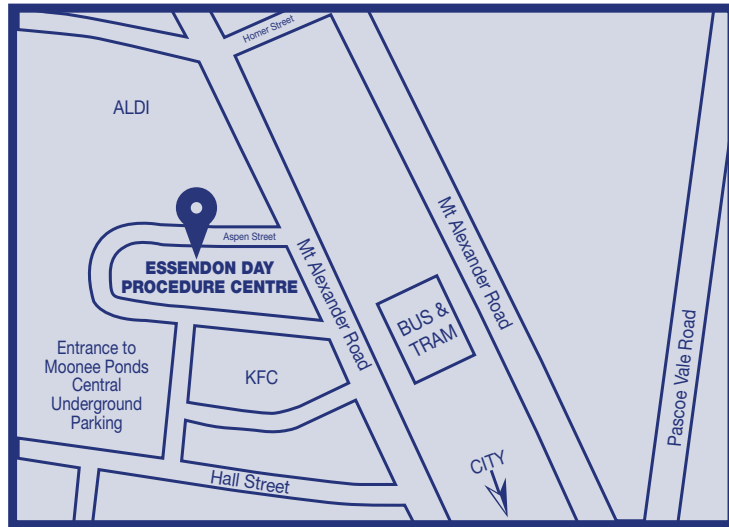 Homer Street
ALDI
Mt Alexander Road
Aspen Street
ESSENDON DAY
PROCEDURE CENTRE
Mt Alexander Road
BUS &
TRAM
Entrance to
Moonee Ponds
Central
Underground
Parking
KFC
Pascoe Vale Road
CITY
Hall Street